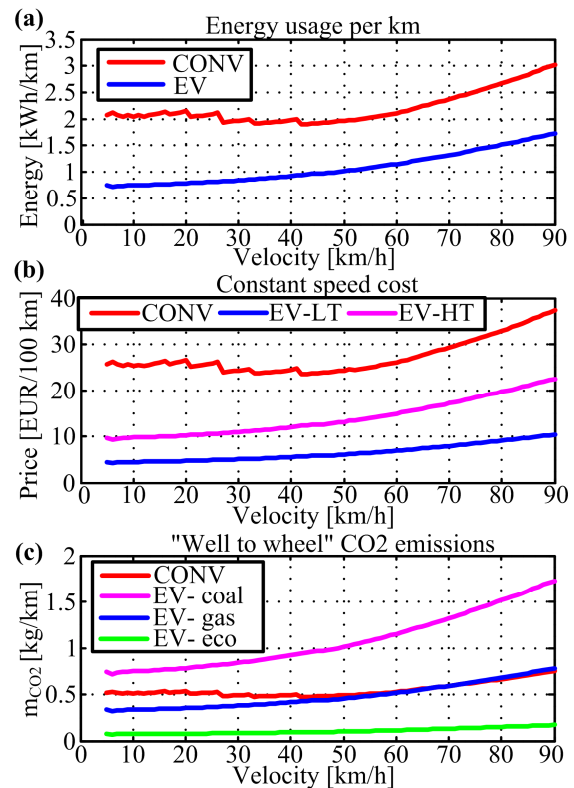 (a)
Energy usage per km
Energy [kWh/km]
3.5
3
2.5
2
1.5
1
0.5
0
CONV
EV
0 10 20 30 40 50 60 70 80 90
Velocity [km/h]
(b)
Constant speed cost
Price [EUR/100 km]
40
30
20
10
0
CONV EV-LT EV-HT
0 10 20 30 40 50 60 70 80 90
Velocity [km/h]
(c)
"Well to wheel" CO2 emissions
mCO2 [kg/km]
2
1.5
1
0.5
0
CONV
EV- coal
EV- gas
EV- eco
0 10 20 30 40 50 60 70 80 90
Velocity [km/h]